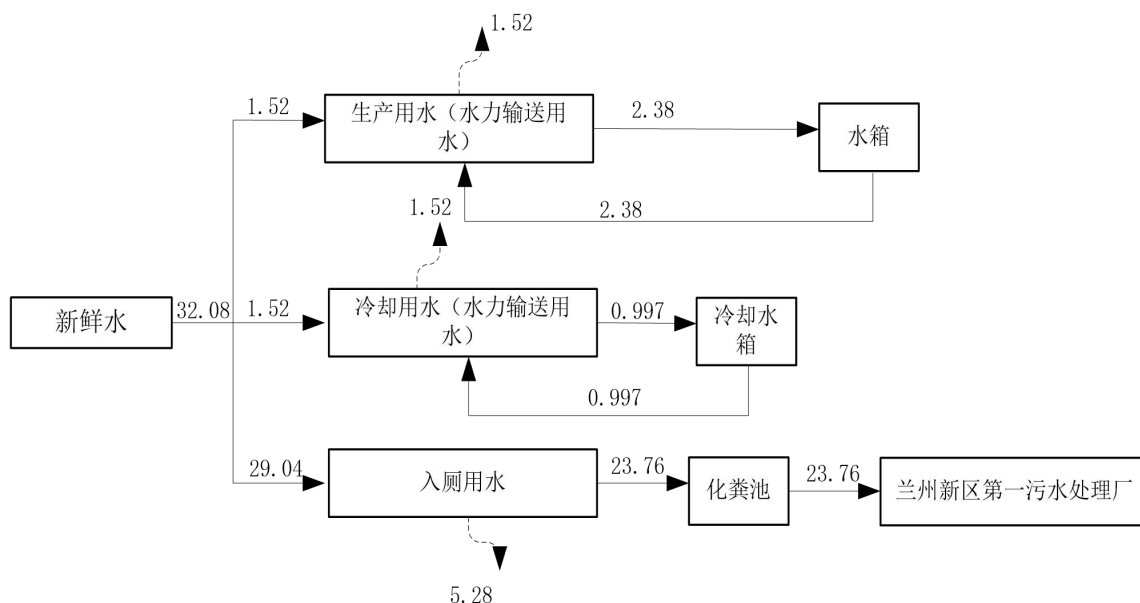 1.52
1.52
生产用水（水力输送用
水）
2.38
水箱
2.38
1.52
新鲜水
32.08
1.52
冷却用水（水力输送用
水）
0.997
冷却水
箱
0.997
29.04
入厕用水
23.76
化粪池
23.76
兰州新区第一污水处理厂
5.28